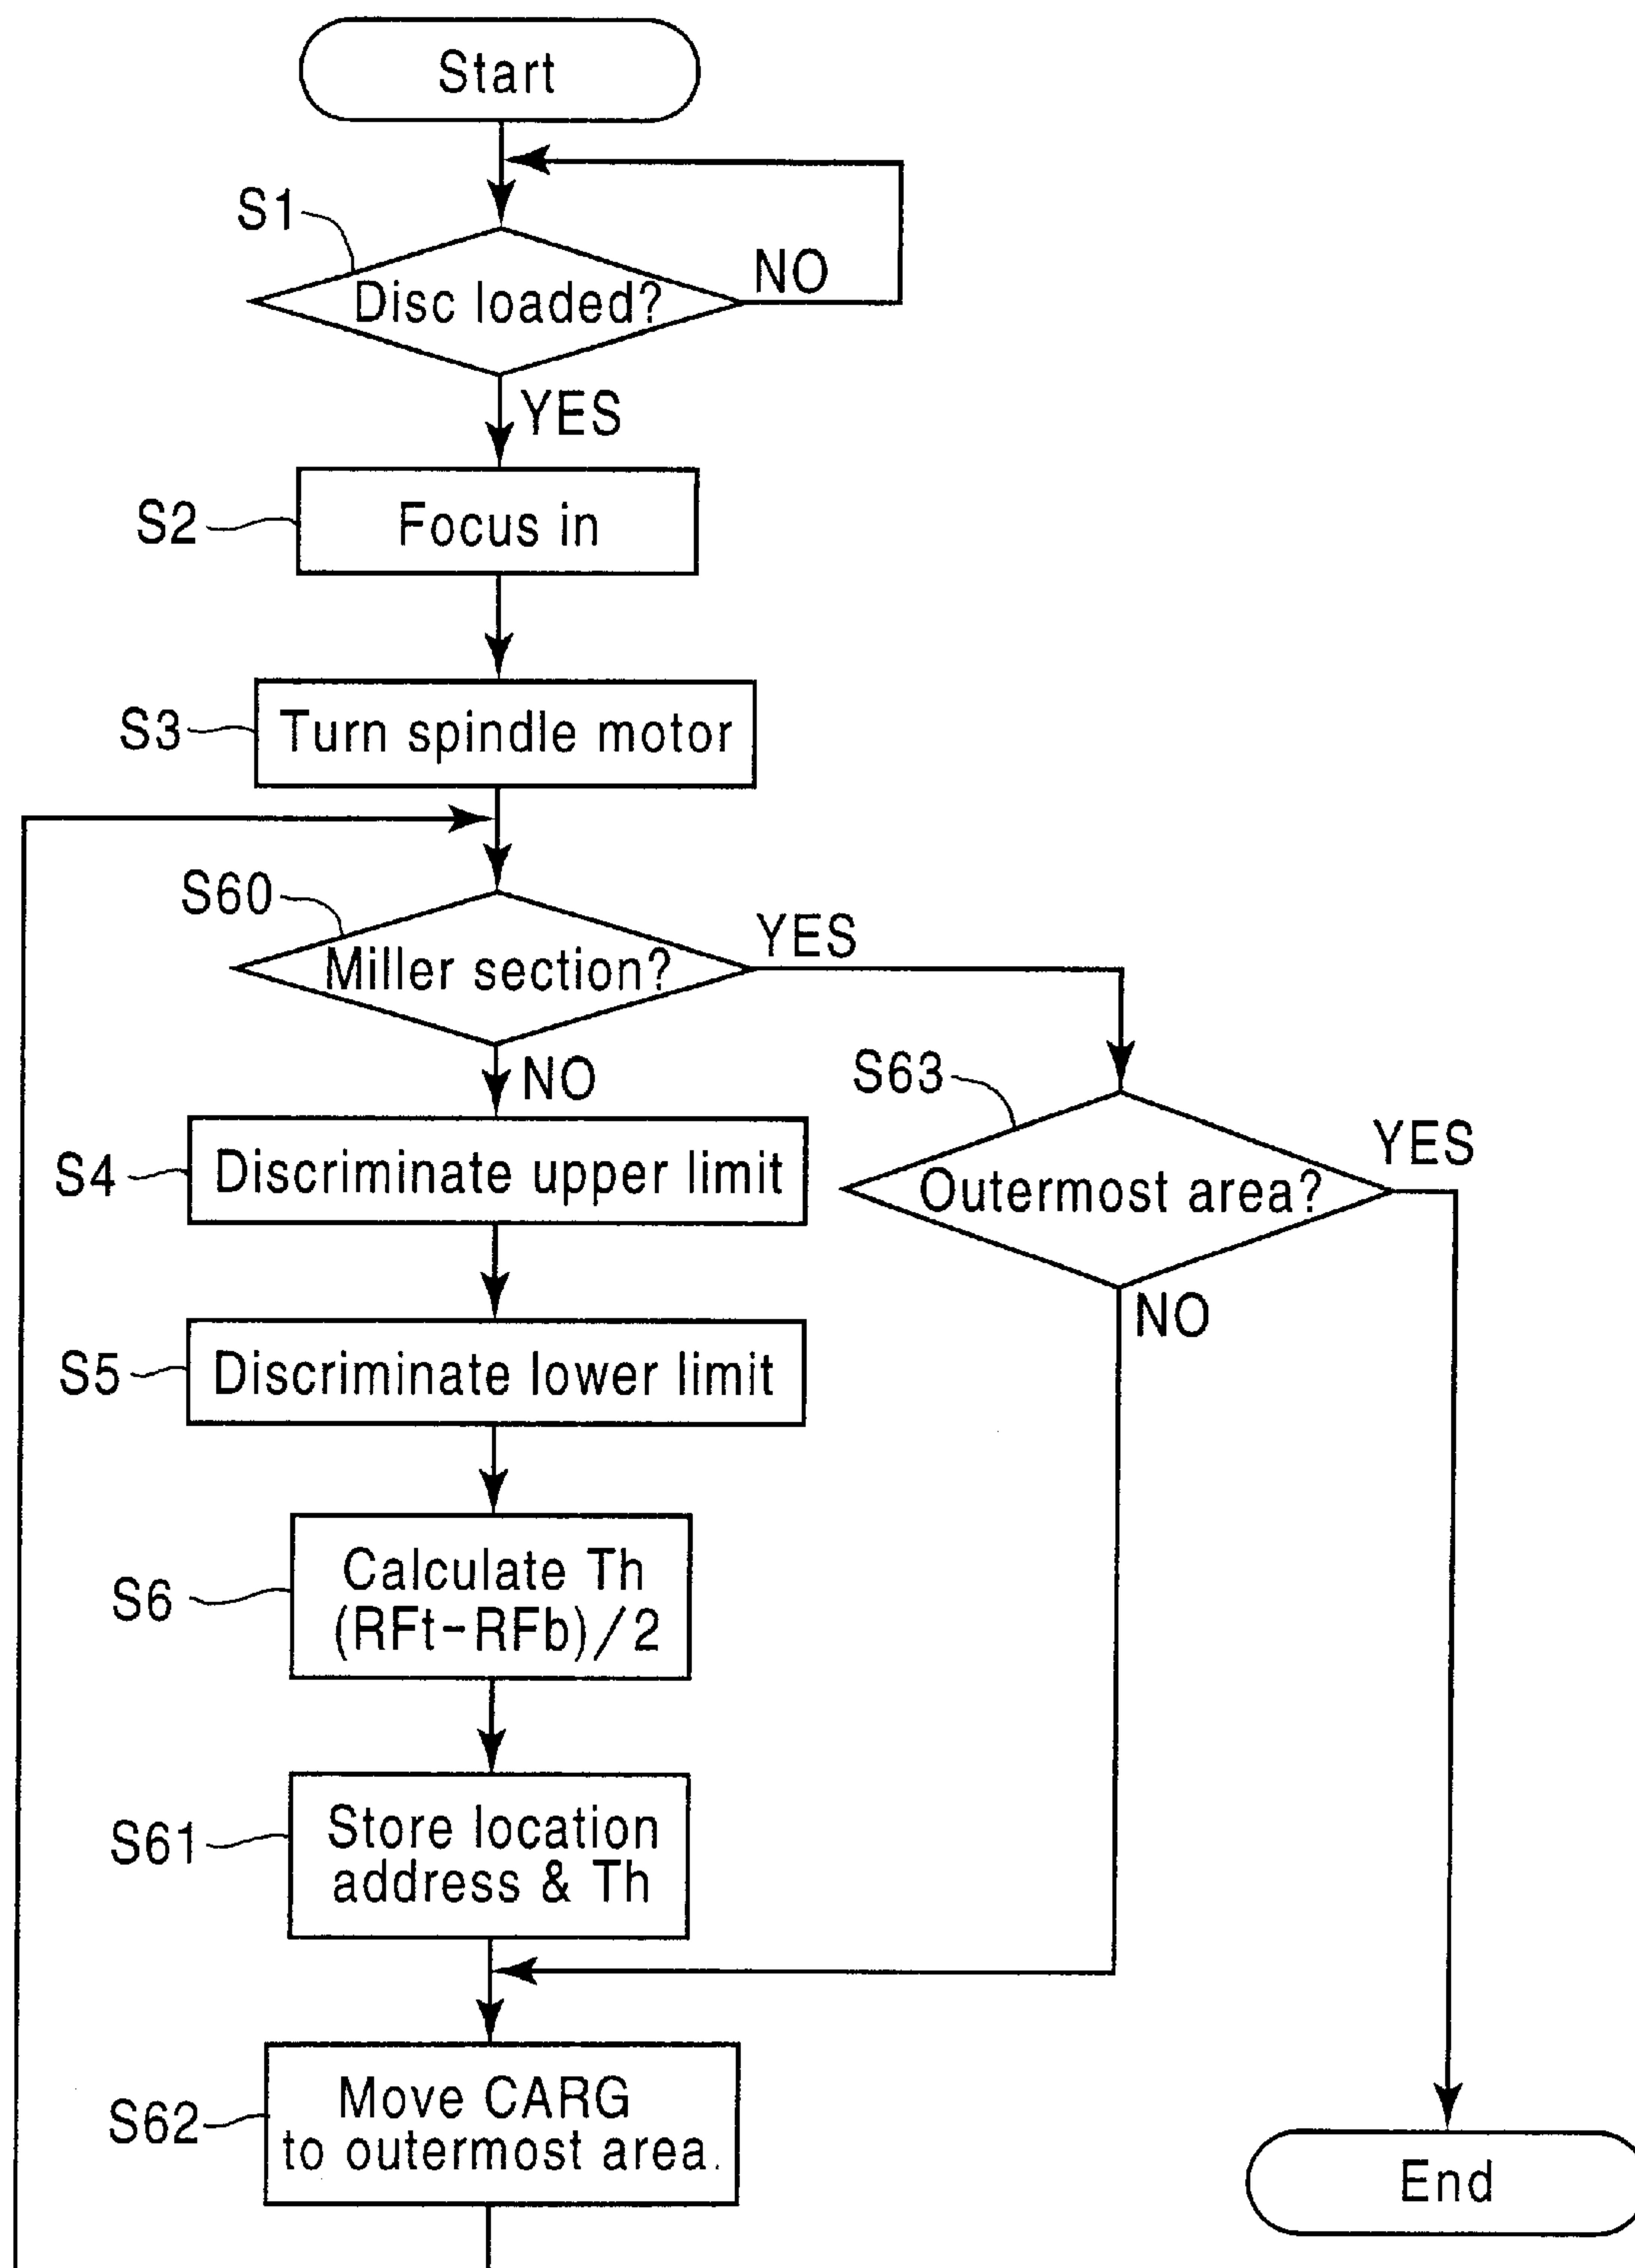 Start
S1
Disc loaded?
NO
YES
S2
Focus in
S3
Turn spindle motor
S60
Miller section?
YES
NO
S63
Outermost area?
YES
NO
S4
Discriminate upper limit
S5
Discriminate lower limit
S6
Calculate Th
(RFt-RFb)/2
S61
Store location
address & Th
S62
Move CARG
to outermost area.
End